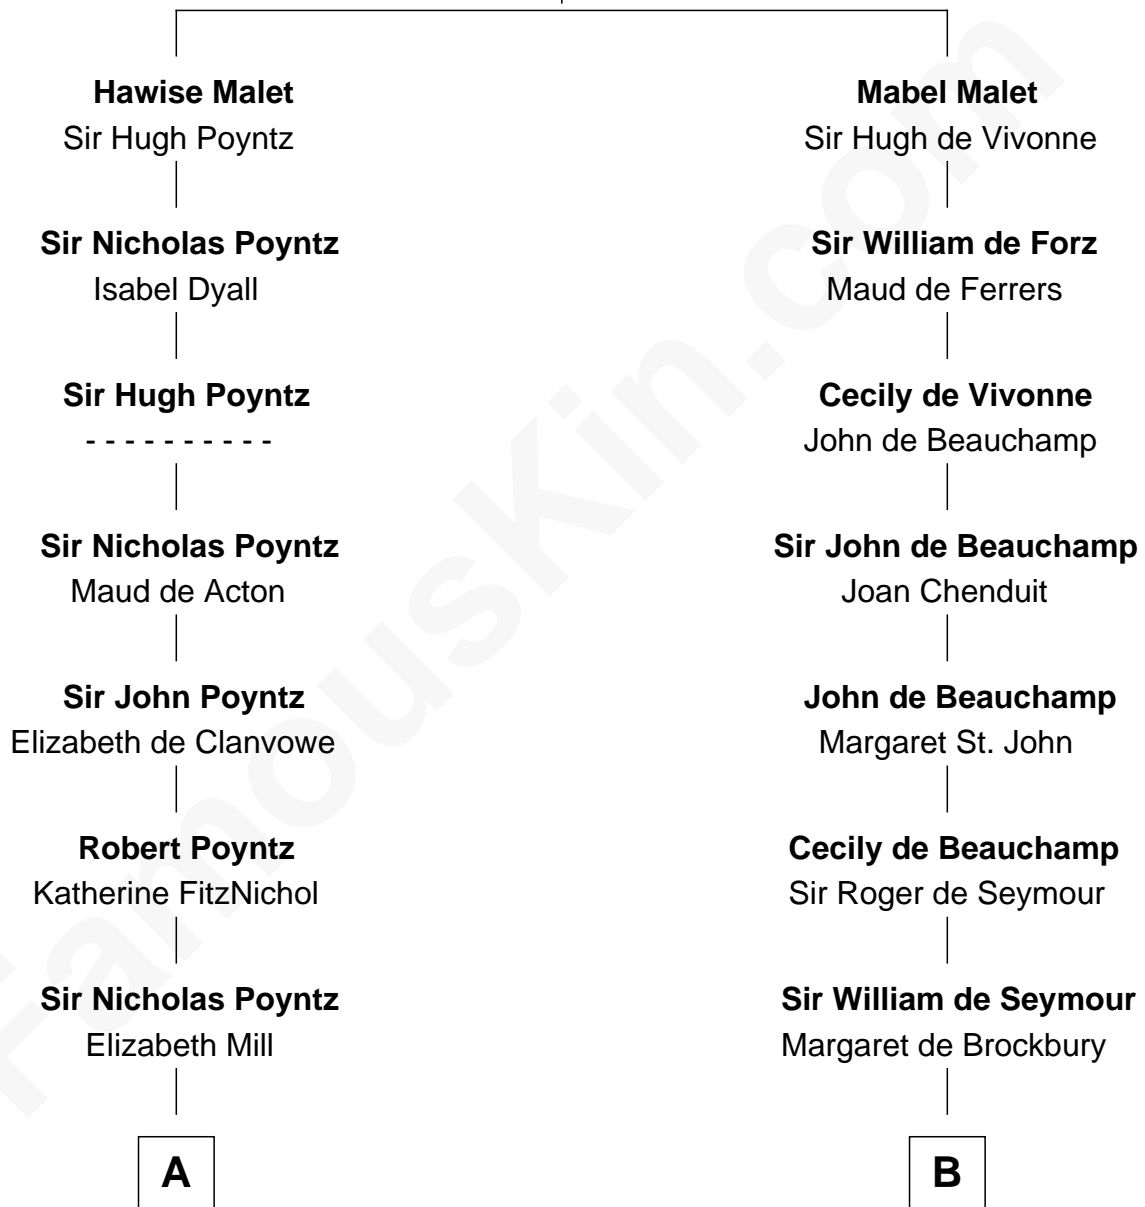 Hawise Malet
Sir Hugh Poyntz
Sir Nicholas Poyntz
Isabel Dyall
Sir Hugh Poyntz
- - - - - - - - - -
Sir Nicholas Poyntz
Maud de Acton
Sir John Poyntz
Elizabeth de Clanvowe
Robert Poyntz
Katherine FitzNichol
Sir Nicholas Poyntz
Elizabeth Mill
A
Mabel Malet
Sir Hugh de Vivonne
Sir William de Forz
Maud de Ferrers
Cecily de Vivonne
John de Beauchamp
Sir John de Beauchamp
Joan Chenduit
John de Beauchamp
Margaret St. John
Cecily de Beauchamp
Sir Roger de Seymour
Sir William de Seymour
Margaret de Brockbury
B
FamousKin.com